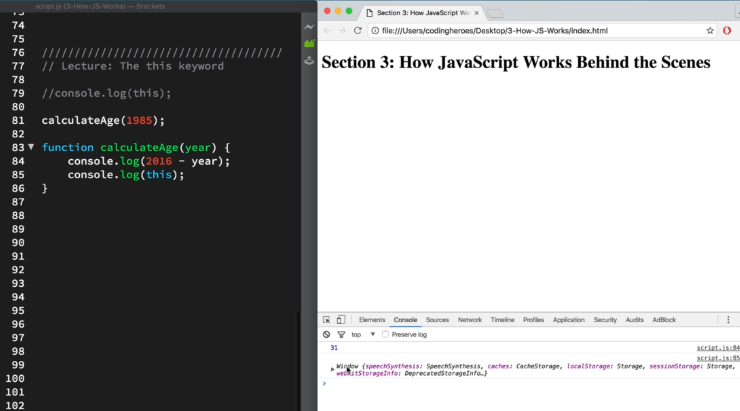 script.js (3-How-JS-Works) — Brackets
73
74
75
76 /////////////////////////////////////
77 // Lecture: The this keyword
78
79 //console.log(this);
80
81 calculateAge(1985);
82
83 function calculateAge(year) {
84 console.log(2016 - year);
85 console.log(this);
86 }
87
88
89
90
91
92
93
94
95
96
97
98
99
100
101
102
Section 3: How JavaScript Wo
file:///Users/codingheroes/Desktop/3-How-JS-Works/index.html
Section 3: How JavaScript Works Behind the Scenes
Elements Console Sources Network Timeline Profiles Application Security Audits AdBlock
top Preserve log
31 script.js:84
script.js:85
Window {speechSynthesis: SpeechSynthesis, caches: CacheStorage, localStorage: Storage, sessionStorage: Storage,
webkitStorageInfo: DeprecatedStorageInfo…}